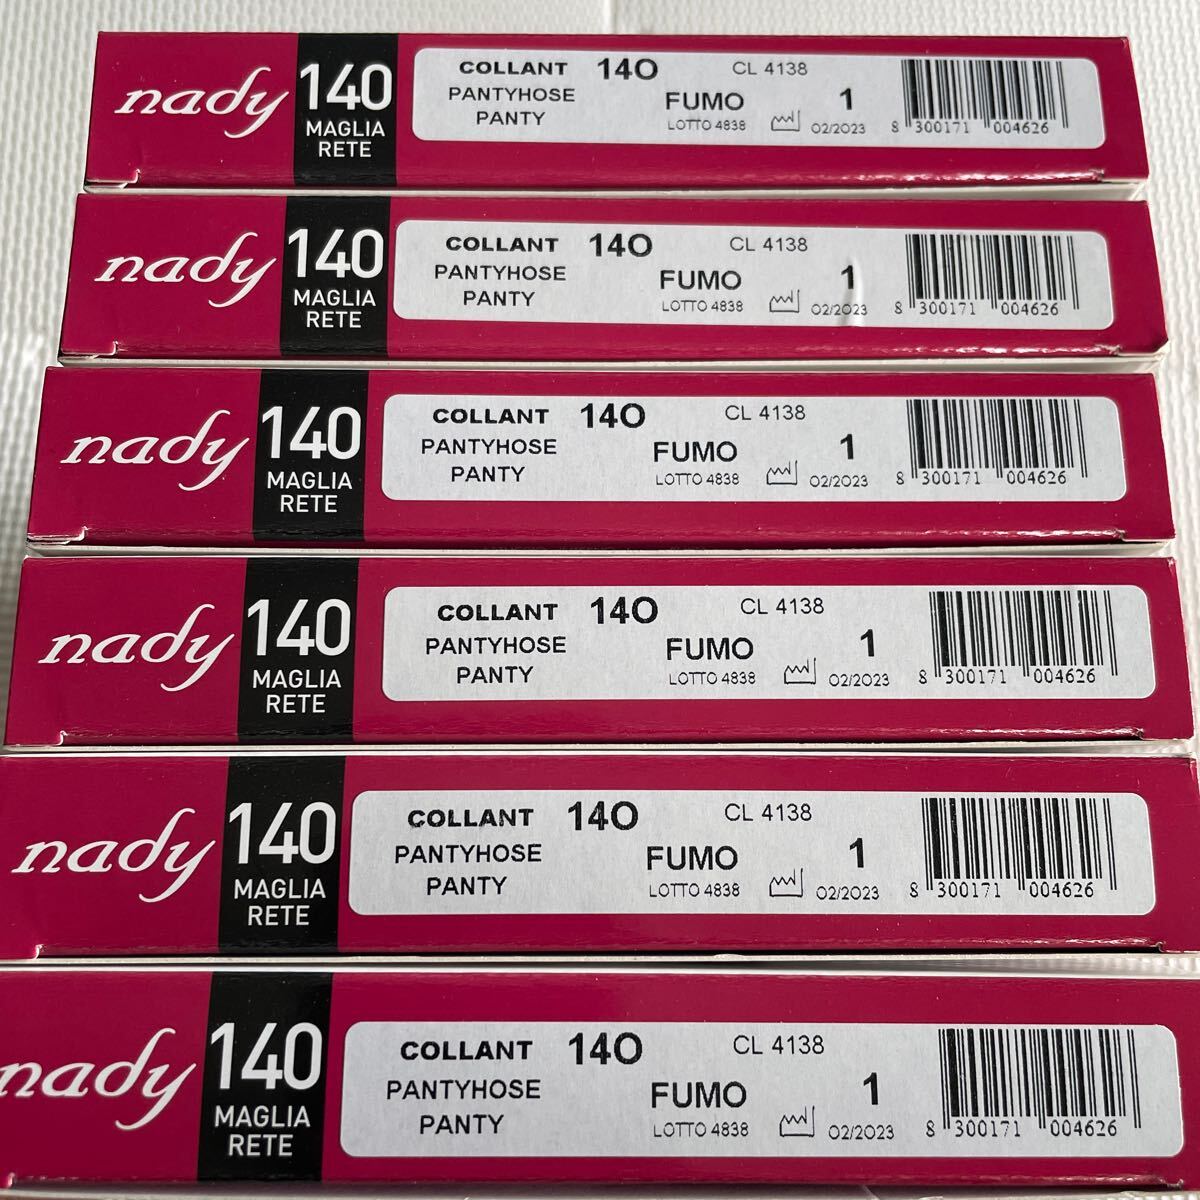 nady 140 MAGLIA RETE
COLLANT 140 CL 4138
PANTYHOSE FUMO 1
PANTY LOTTO 4838 02/2023 8 300171 004626
nady 140 MAGLIA RETE
COLLANT 140 CL 4138
PANTYHOSE FUMO 1
PANTY LOTTO 4838 02/2023 8 300171 004626
nady 140 MAGLIA RETE
COLLANT 140 CL 4138
PANTYHOSE FUMO 1
PANTY LOTTO 4838 02/2023 8 300171 004626
nady 140 MAGLIA RETE
COLLANT 140 CL 4138
PANTYHOSE FUMO 1
PANTY LOTTO 4838 02/2023 8 300171 004626
nady 140 MAGLIA RETE
COLLANT 140 CL 4138
PANTYHOSE FUMO 1
PANTY LOTTO 4838 02/2023 8 300171 004626
nady 140 MAGLIA RETE
COLLANT 140 CL 4138
PANTYHOSE FUMO 1
PANTY LOTTO 4838 02/2023 8 300171 004626